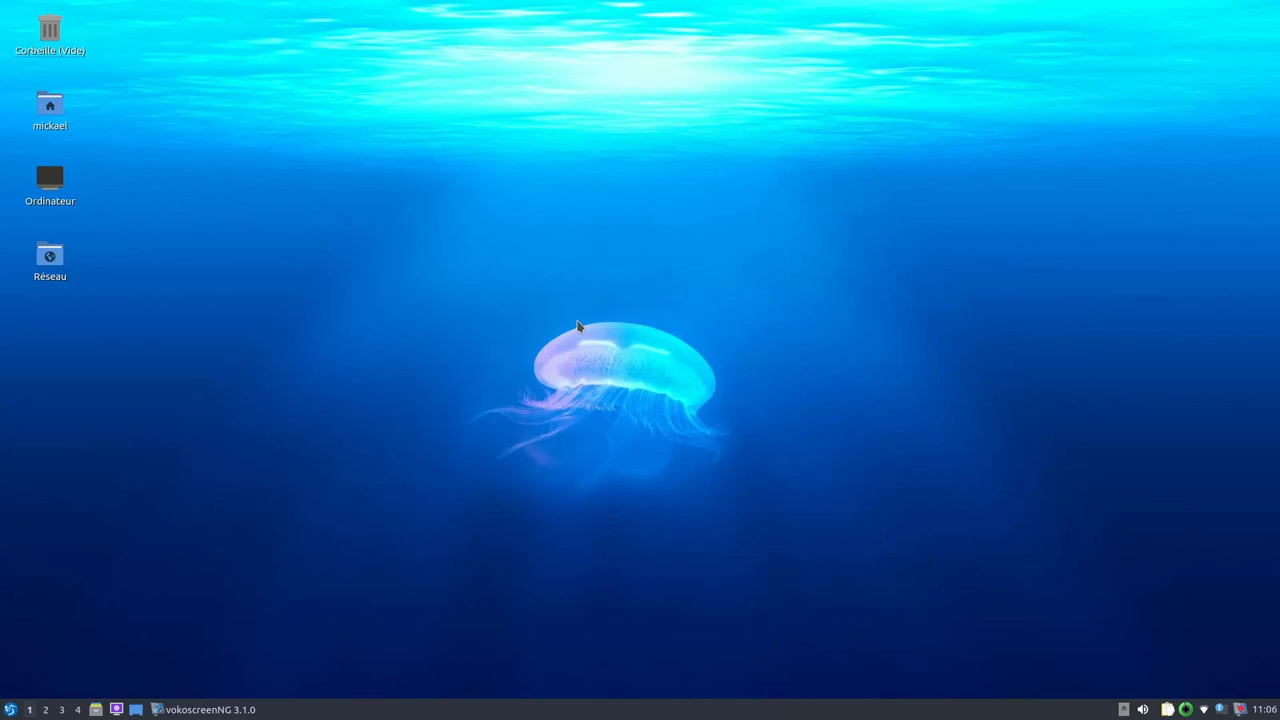 Corbeille (Vide)
mickael
Ordinateur
Réseau
1 2 3 4 vokoscreenNG 3.1.0 11:06